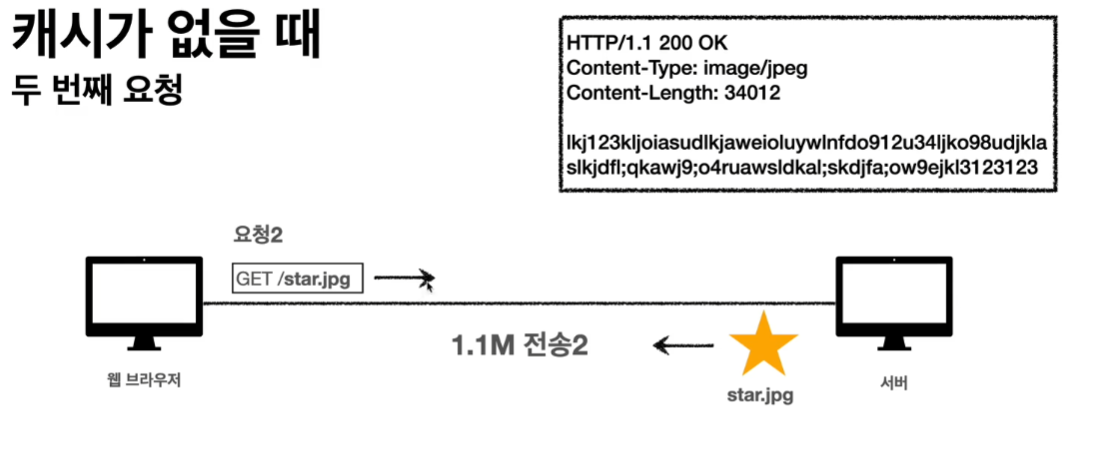 캐시가 없을 때
두 번째 요청
HTTP/1.1 200 OK
Content-Type: image/jpeg
Content-Length: 34012
lkj123kljoiasudlkjaweioluywlnfdo912u34ljko98udjkla
slkjdfl;qkawj9;o4ruawsldkal;skdjfa;ow9ejkl3123123
요청2
GET /star.jpg
1.1M 전송2
star.jpg
웹 브라우저
서버